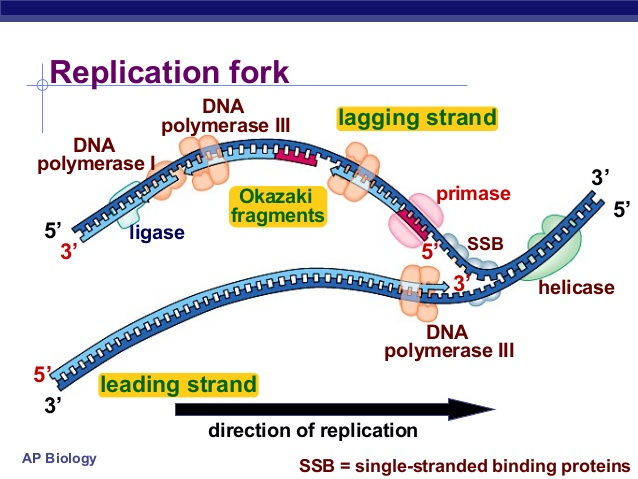 Replication fork
DNA
polymerase III
lagging strand
DNA
polymerase I
3’
Okazaki
fragments
primase
5’
5’
ligase
SSB
3’
5’
3’
helicase
DNA
polymerase III
5’
leading strand
3’
direction of replication
AP Biology
SSB = single-stranded binding proteins